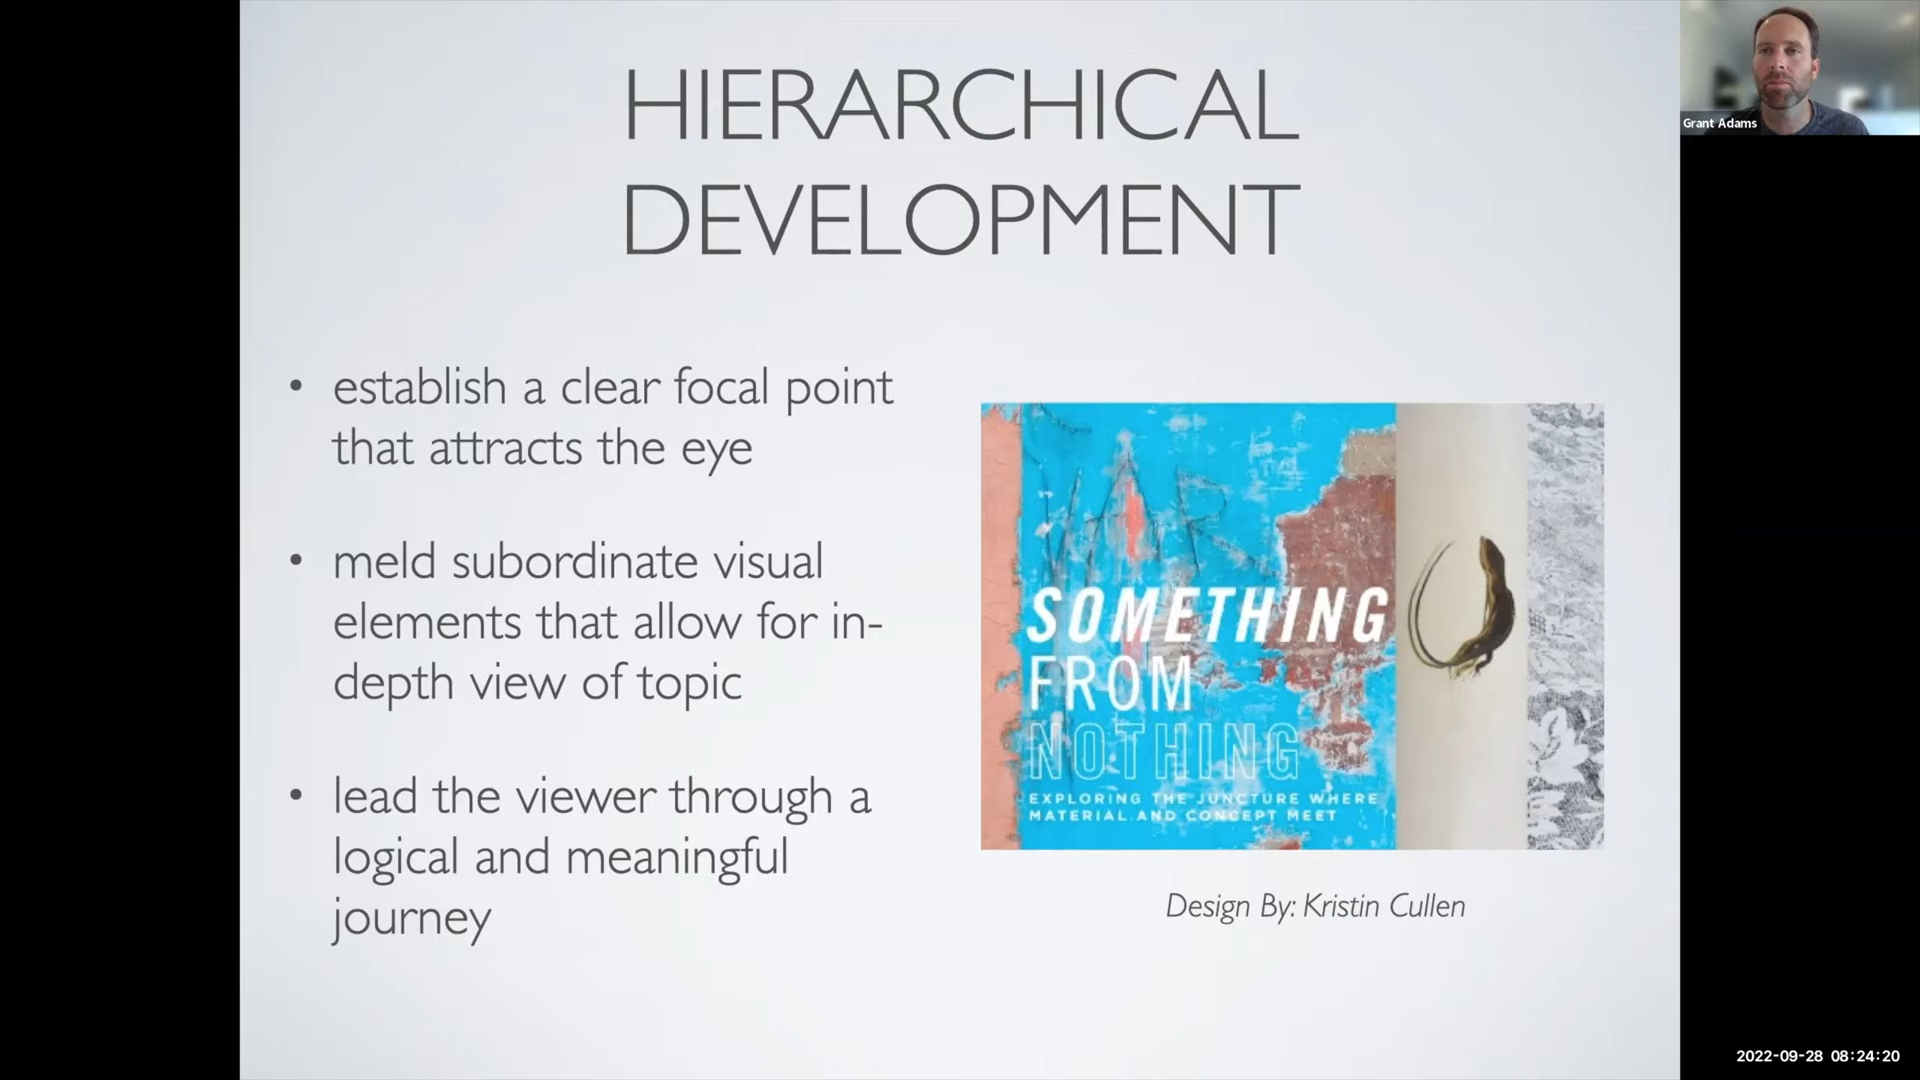 HIERARCHICAL
DEVELOPMENT
Grant Adams
• establish a clear focal point
that attracts the eye
• meld subordinate visual
elements that allow for in-
depth view of topic
• lead the viewer through a
logical and meaningful
journey
SOMETHING
FROM
NOTHING
EXPLORING THE JUNCTURE WHERE
MATERIAL AND CONCEPT MEET
Design By: Kristin Cullen
2022-09-28 08:24:20